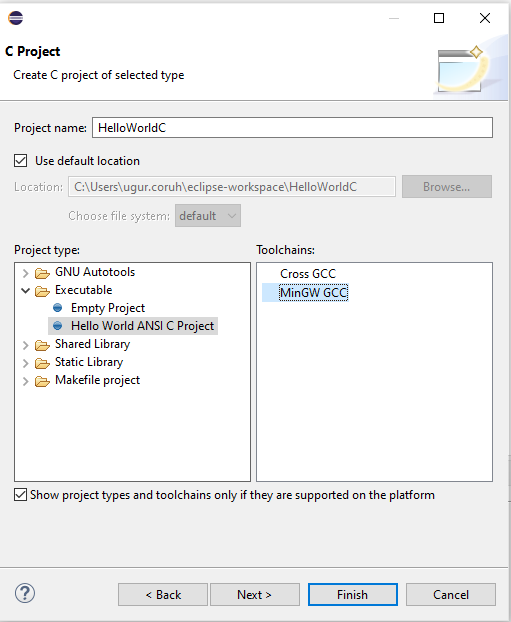 C Project
Create C project of selected type
Project name: HelloWorldC
Use default location
Location: C:\Users\ugur.coruh\eclipse-workspace\HelloWorldC Browse...
Choose file system: default
Project type:
GNU Autotools
Executable
Empty Project
Hello World ANSI C Project
Shared Library
Static Library
Makefile project
Toolchains:
Cross GCC
MinGW GCC
Show project types and toolchains only if they are supported on the platform
? < Back Next > Finish Cancel